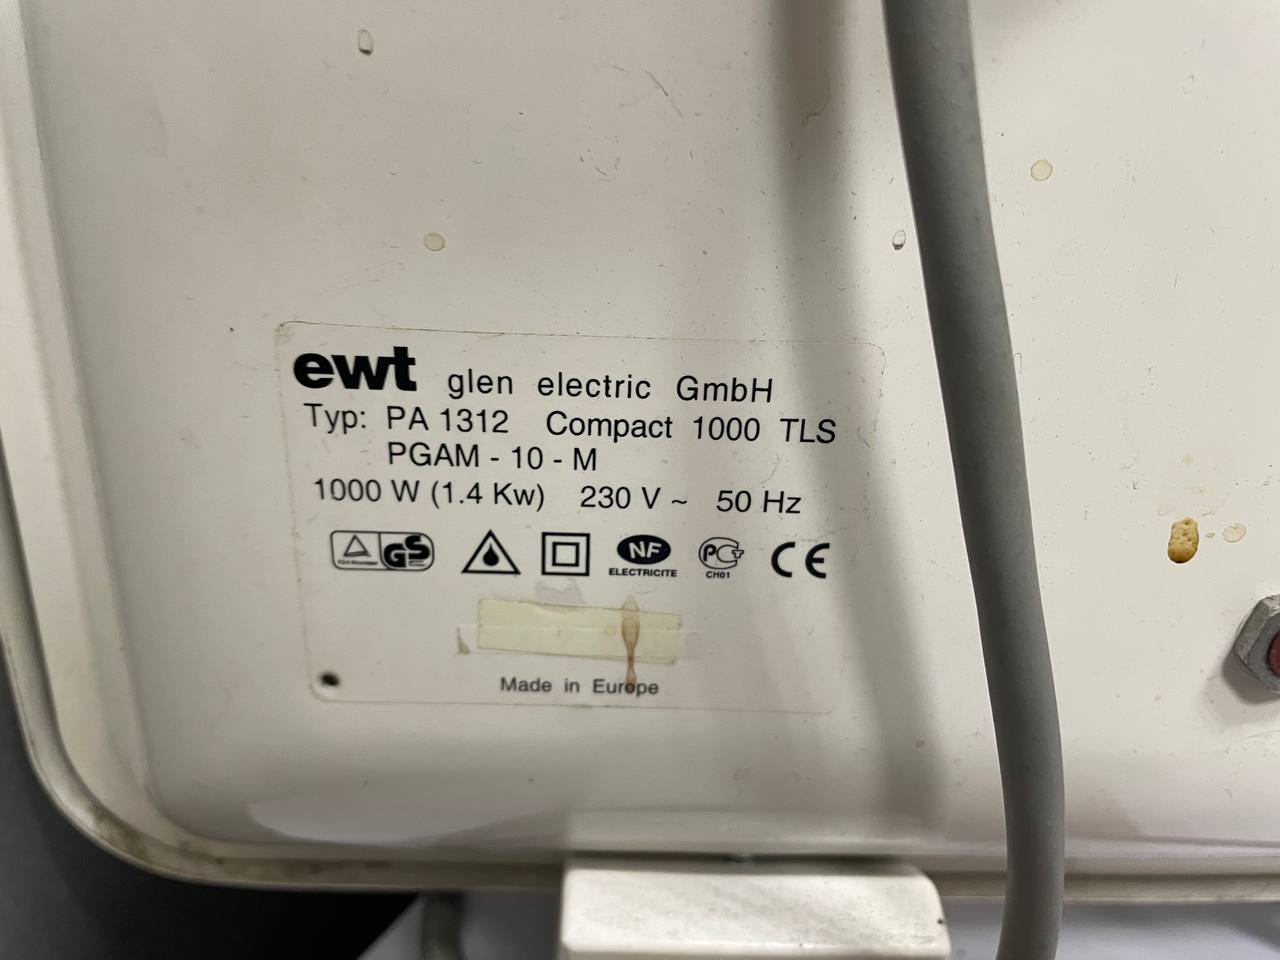 ewt glen electric GmbH
Typ: PA 1312 Compact 1000 TLS
PGAM - 10 - M
1000 W (1.4 Kw) 230 V ~ 50 Hz
GS NF PCT CE
ELECTRICITE CH01
Made in Europe